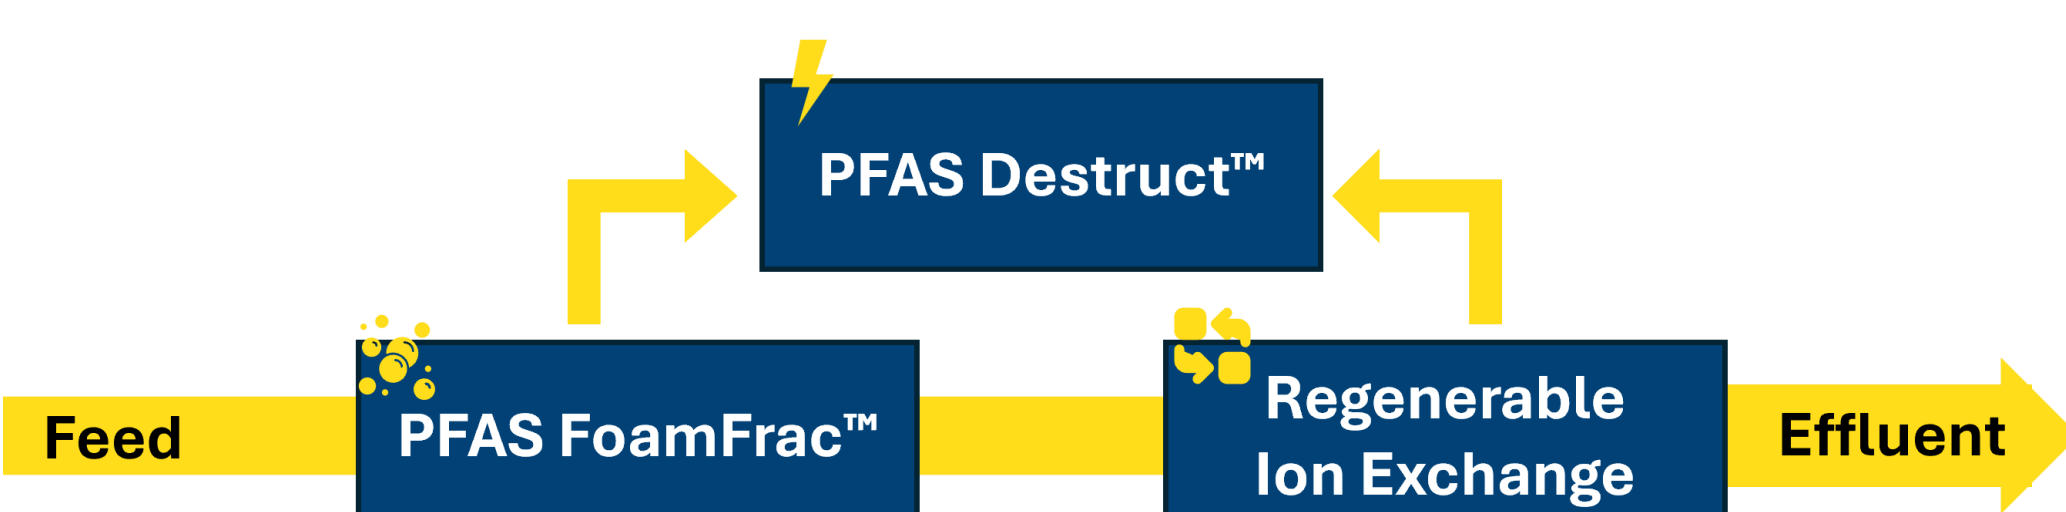 PFAS Destruct™
Feed
PFAS FoamFrac™
Regenerable
Ion Exchange
Effluent